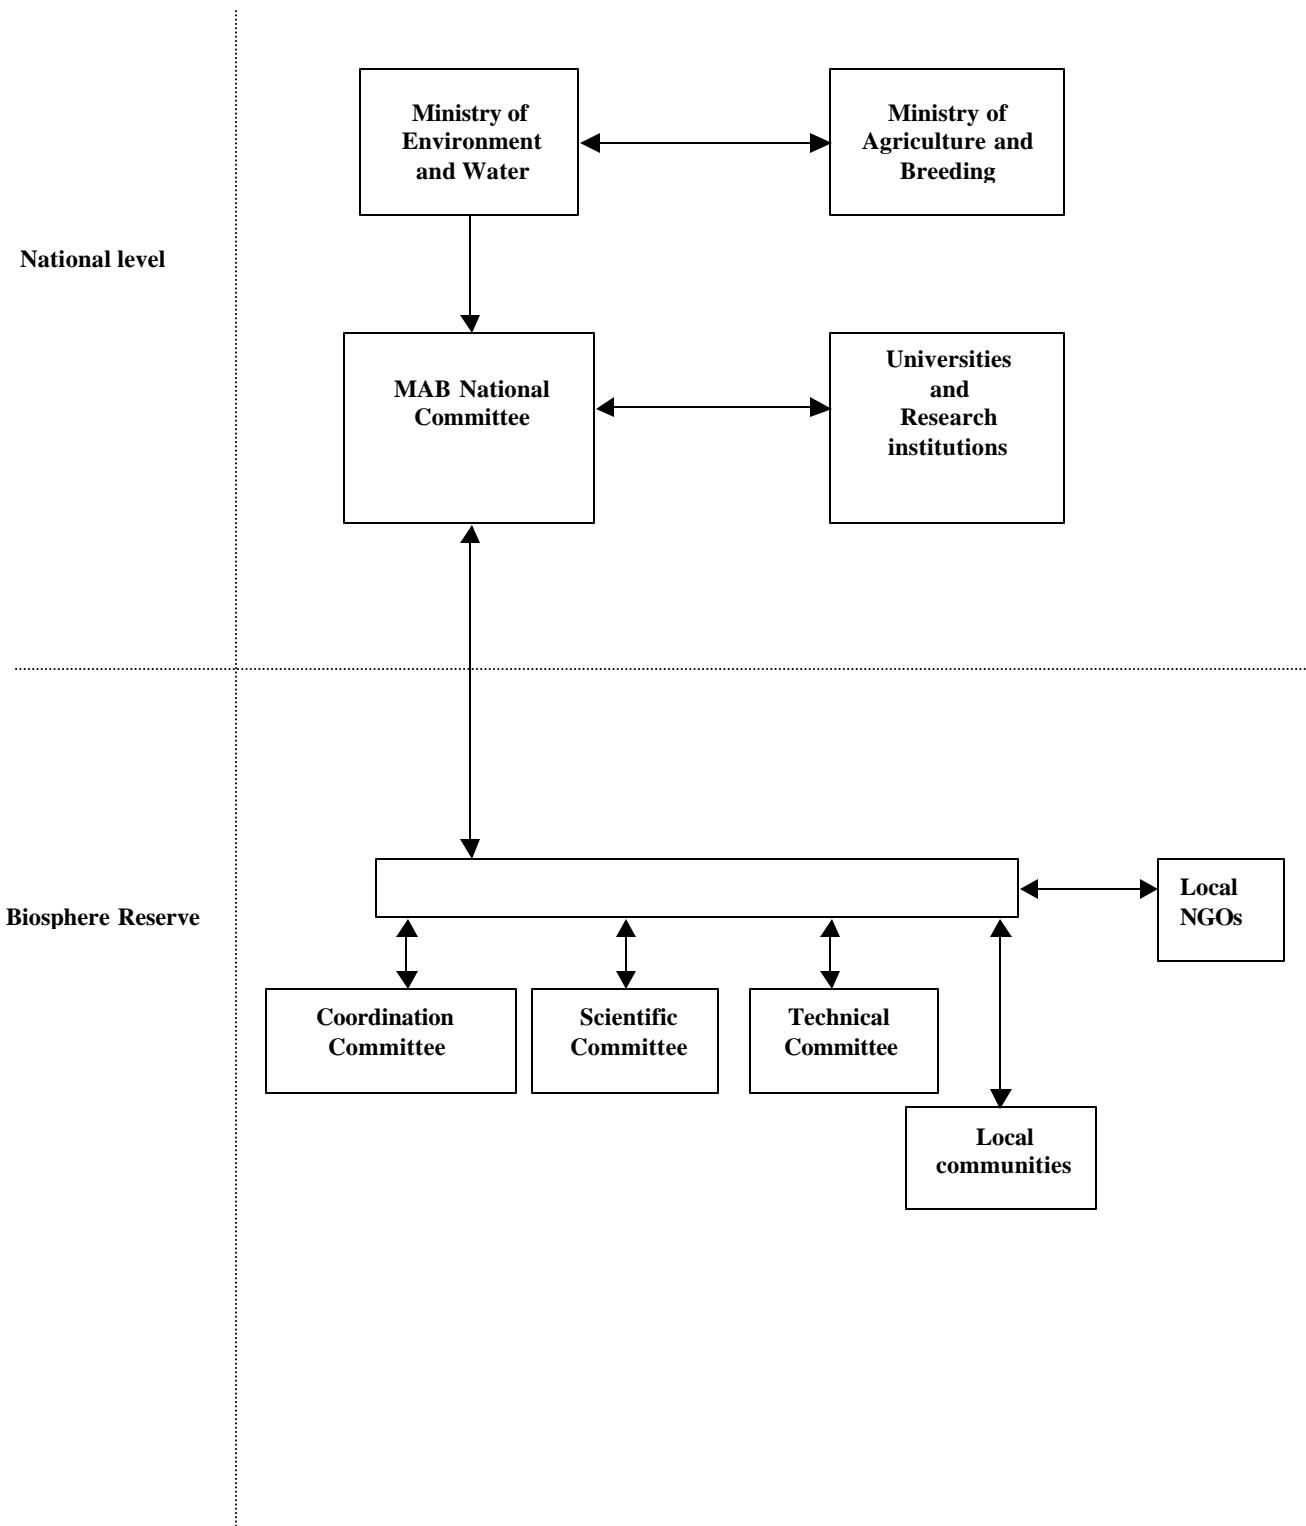 Ministry of
Environment
and Water
Ministry of
Agriculture and
Breeding
National level
MAB National
Committee
Universities
and
Research
institutions
Biosphere Reserve
Local
NGOs
Coordination
Committee
Scientific
Committee
Technical
Committee
Local
communities